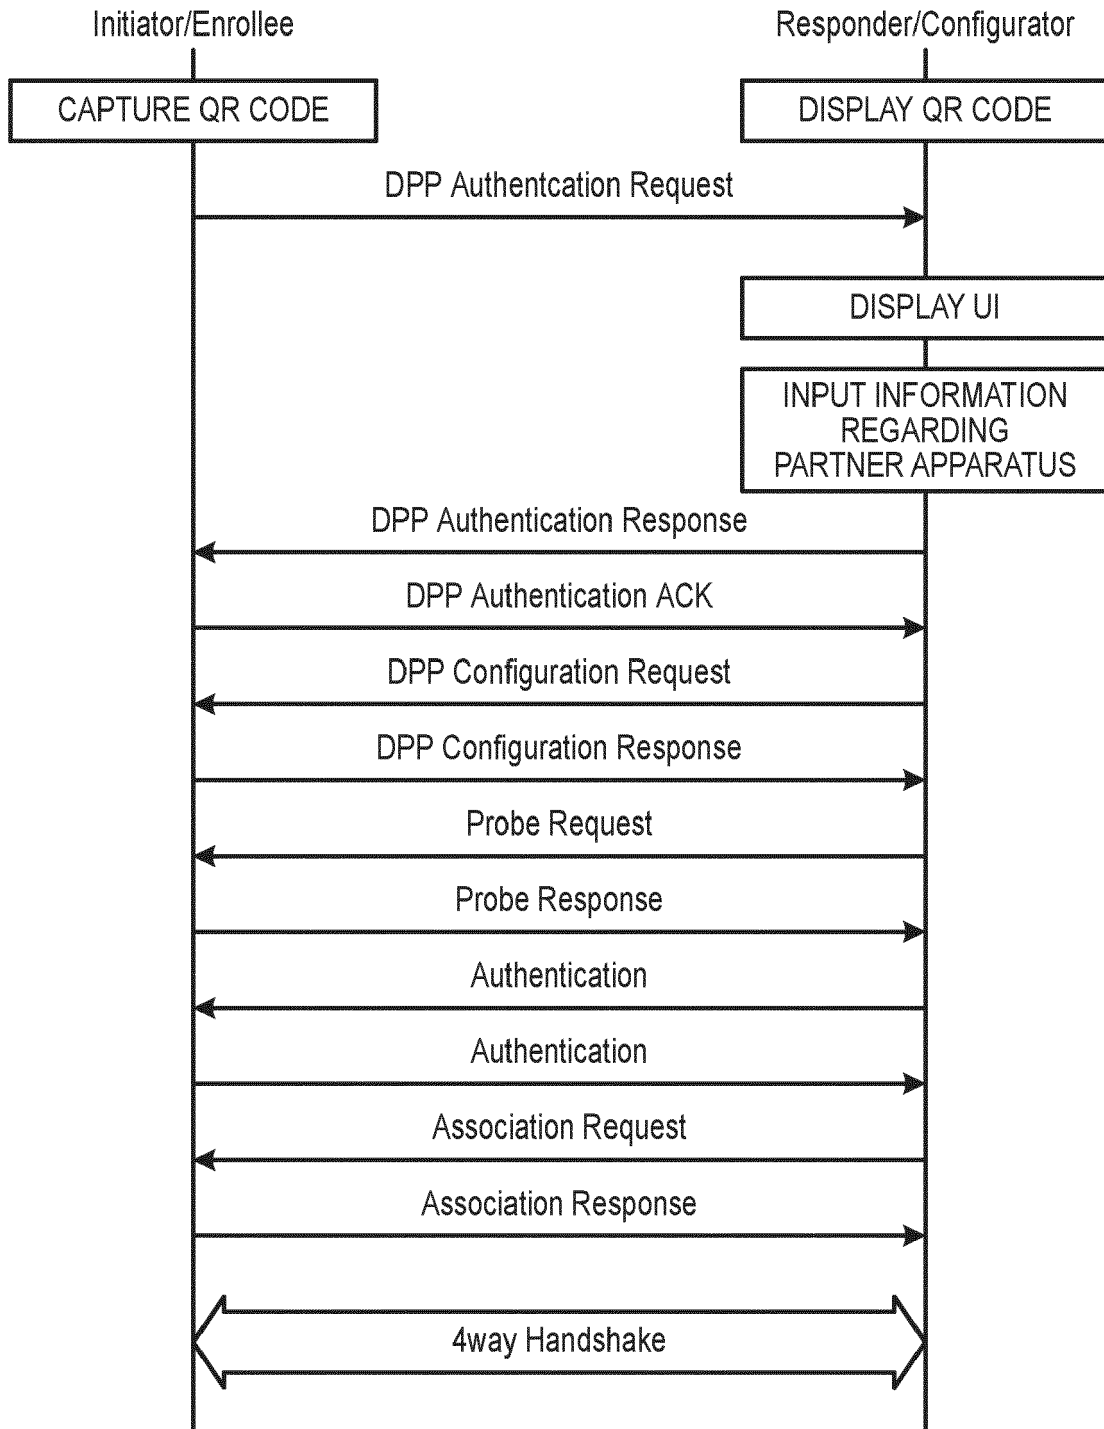 Initiator/Enrollee
Responder/Configurator
CAPTURE QR CODE
DISPLAY QR CODE
DPP Authentcation Request
DISPLAY UI
INPUT INFORMATION
REGARDING
PARTNER APPARATUS
DPP Authentication Response
DPP Authentication ACK
DPP Configuration Request
DPP Configuration Response
Probe Request
Probe Response
Authentication
Authentication
Association Request
Association Response
4way Handshake